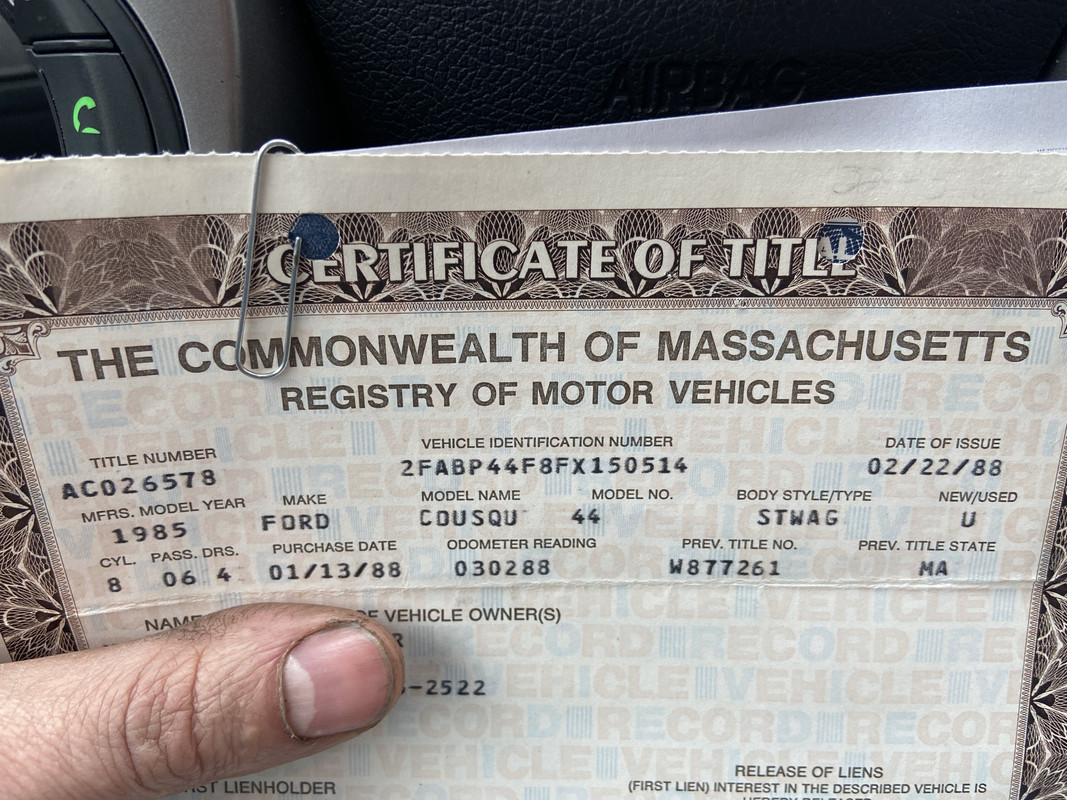 AIRBAG
CERTIFICATE OF TITLE
THE COMMONWEALTH OF MASSACHUSETTS
REGISTRY OF MOTOR VEHICLES
TITLE NUMBER VEHICLE IDENTIFICATION NUMBER DATE OF ISSUE
AC026578 2FABP44F8FX150514 02/22/88
MFRS. MODEL YEAR MAKE MODEL NAME MODEL NO. BODY STYLE/TYPE NEW/USED
1985 FORD COUSQU 44 STWAG U
CYL. PASS. DRS. PURCHASE DATE ODOMETER READING PREV. TITLE NO. PREV. TITLE STATE
8 06 4 01/13/88 030288 W877261 MA
NAME OF VEHICLE OWNER(S)
R
-2522
LIENHOLDER RELEASE OF LIENS
(FIRST LIEN) INTEREST IN THE DESCRIBED VEHICLE IS
HEREBY RELEASED